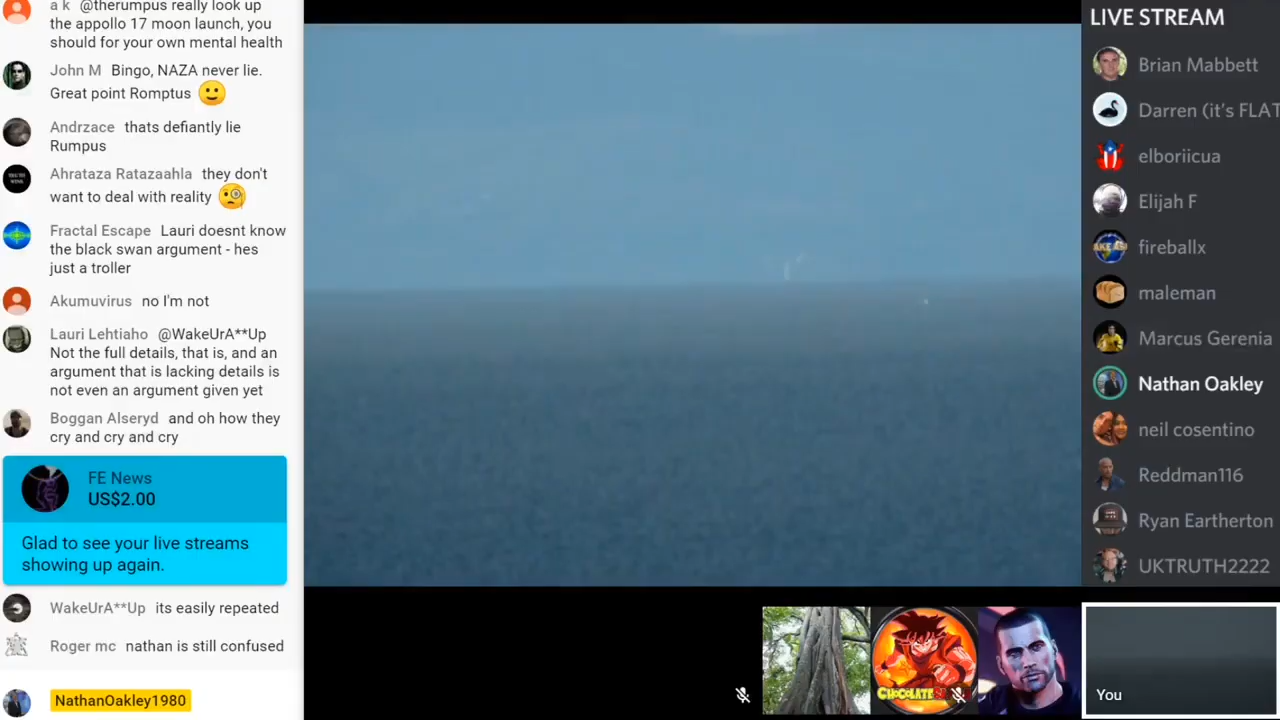 a k @therumpus really look up
the appollo 17 moon launch, you
should for your own mental health
John M Bingo, NAZA never lie.
Great point Romptus
Andrzace thats defiantly lie
Rumpus
Ahrataza Ratazaahla they don't
want to deal with reality
Fractal Escape Lauri doesnt know
the black swan argument - hes
just a troller
Akumuvirus no I'm not
Lauri Lehtiaho @WakeUrA**Up
Not the full details, that is, and an
argument that is lacking details is
not even an argument given yet
Boggan Alseryd and oh how they
cry and cry and cry
FE News
US$2.00
Glad to see your live streams
showing up again.
WakeUrA**Up its easily repeated
Roger mc nathan is still confused
NathanOakley1980
LIVE STREAM
Brian Mabbett
Darren (it's FLAT
elboriicua
Elijah F
fireballx
maleman
Marcus Gerenia
Nathan Oakley
neil cosentino
Reddman116
Ryan Eartherton
UKTRUTH2222
You